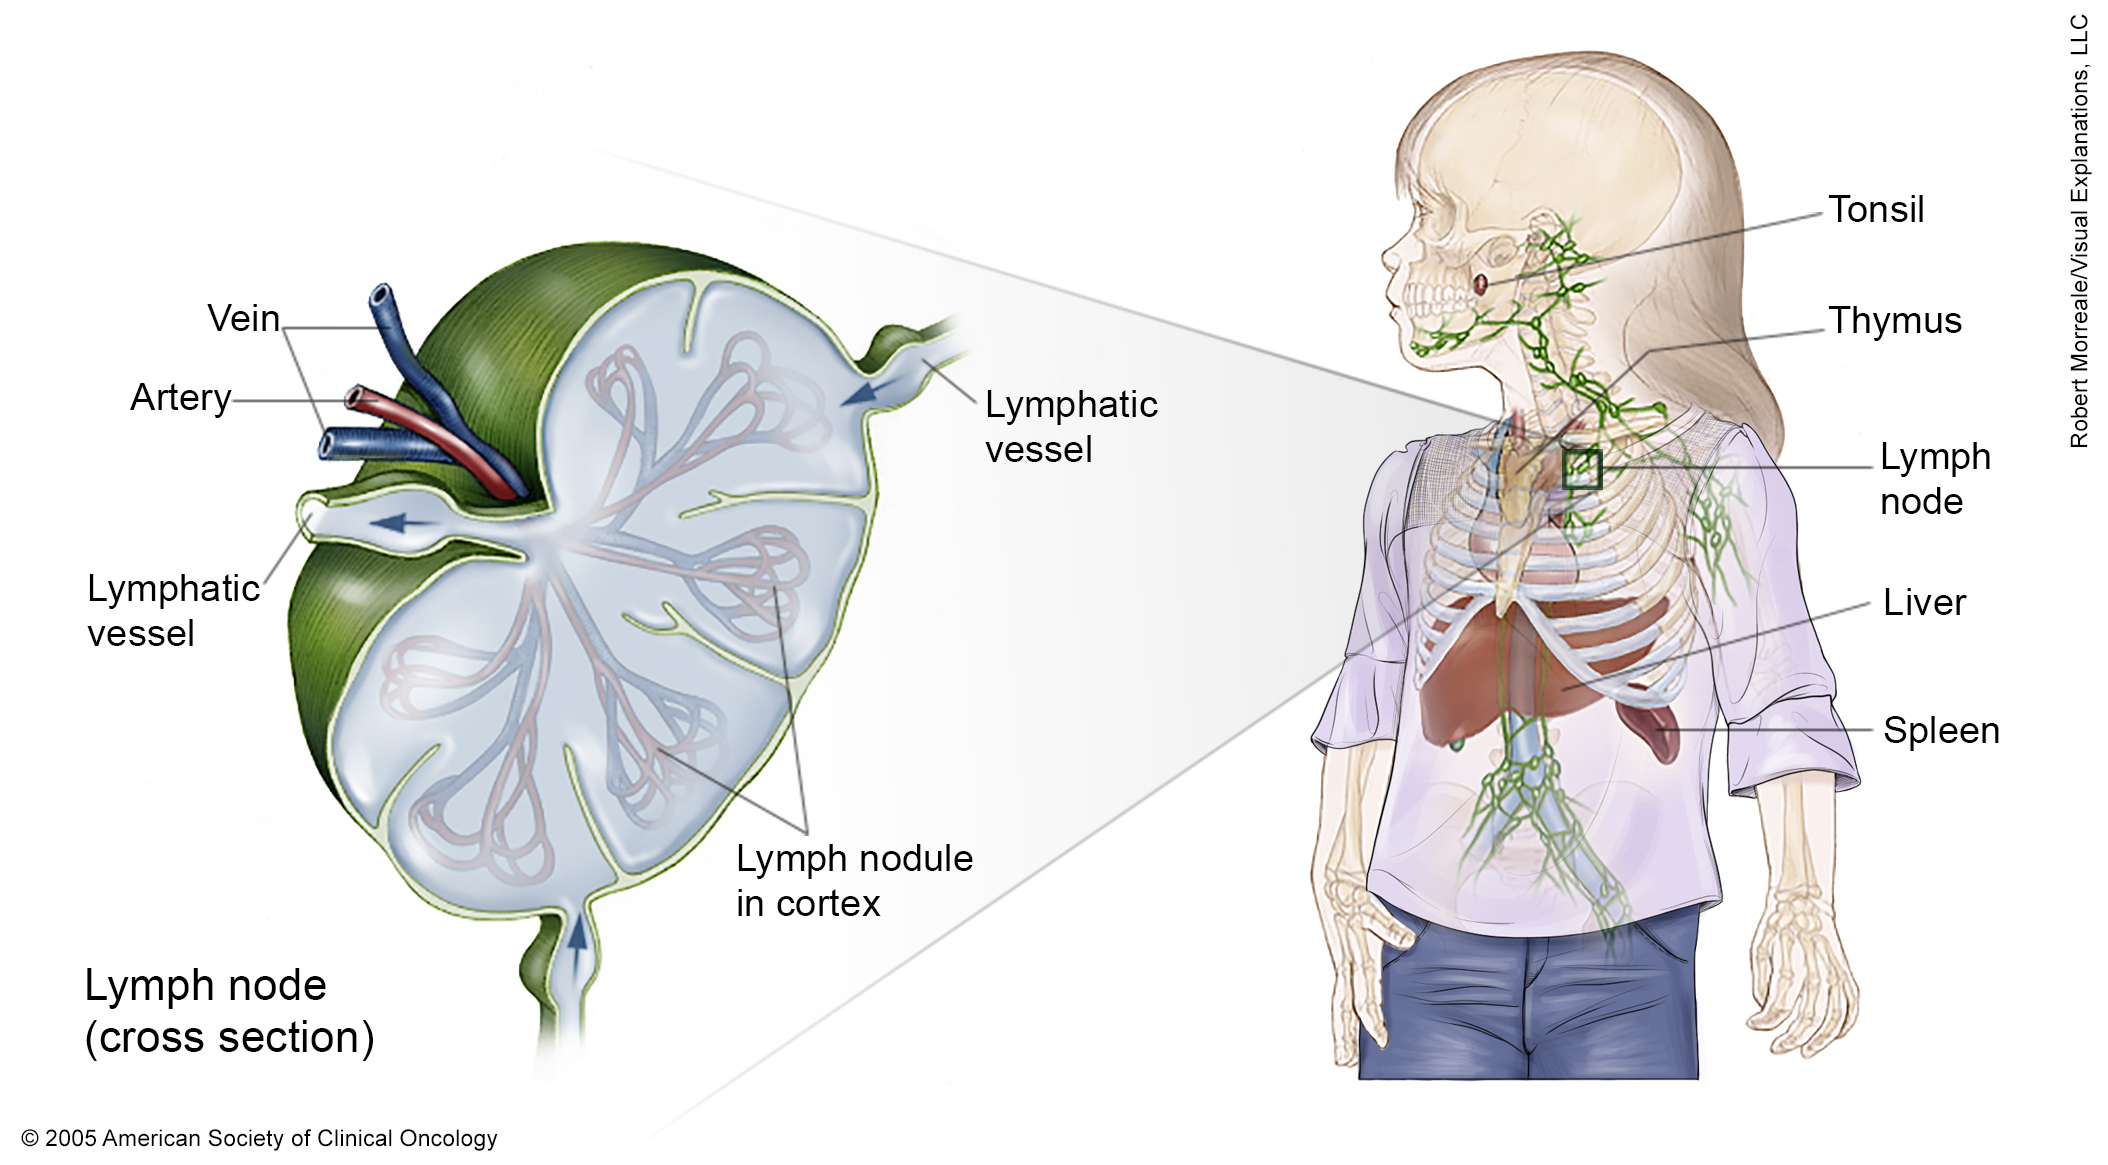 Vein
Artery
Lymphatic
vessel
Lymphatic
vessel
Lymph nodule
in cortex
Lymph node
(cross section)
Tonsil
Thymus
Lymph
node
Liver
Spleen
Robert Morreale/Visual Explanations, LLC
© 2005 American Society of Clinical Oncology